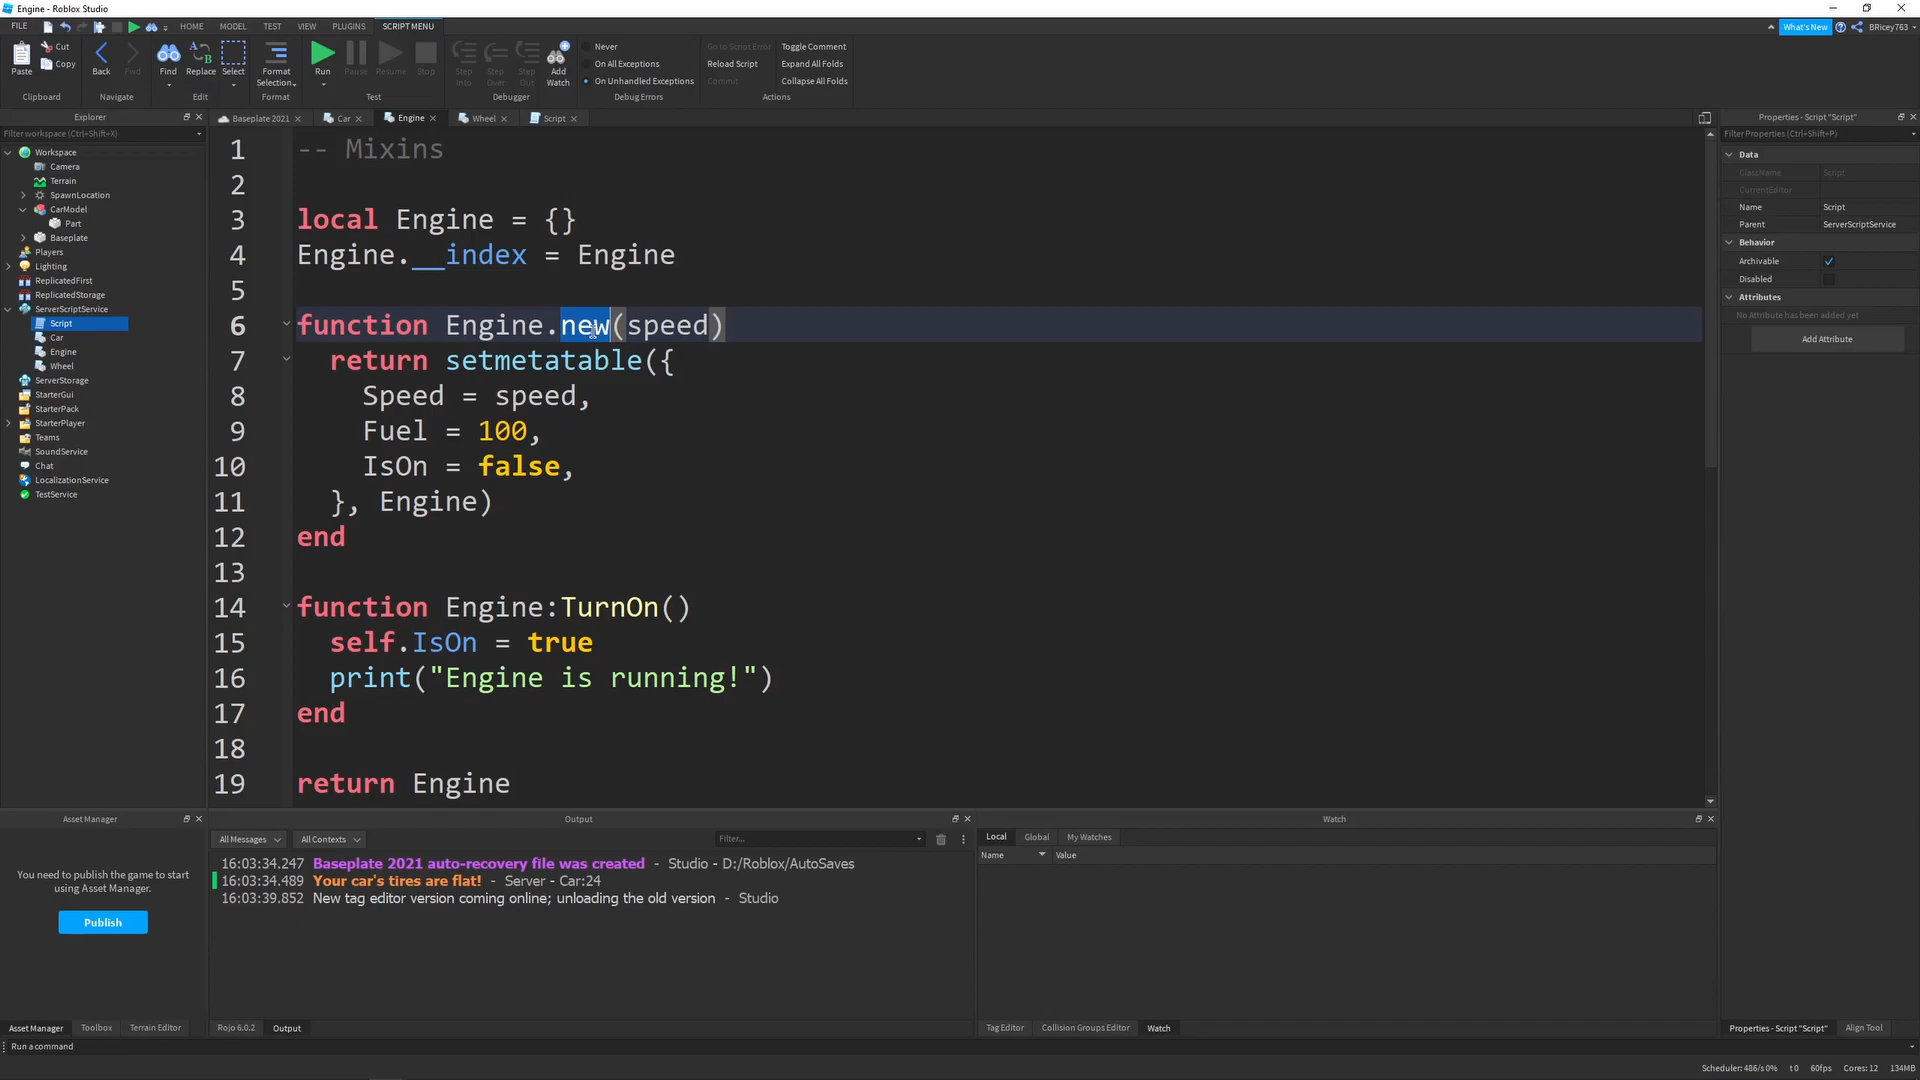 Engine - Roblox Studio
FILE
HOME
MODEL
TEST
VIEW
PLUGINS
SCRIPT MENU
What's New
BRicey763
Paste
Cut
Copy
Clipboard
Back
Fwd
Navigate
Find
Replace
Select
Edit
Format
Selection
Format
Run
Pause
Resume
Stop
Test
Step Into
Step Over
Step Out
Add Watch
Debugger
Never
On All Exceptions
On Unhandled Exceptions
Debug Errors
Go to Script Error
Reload Script
Commit
Toggle Comment
Expand All Folds
Collapse All Folds
Actions
Explorer
Filter workspace (Ctrl+Shift+X)
Workspace
Camera
Terrain
SpawnLocation
CarModel
Part
Baseplate
Players
Lighting
ReplicatedFirst
ReplicatedStorage
ServerScriptService
Script
Car
Engine
Wheel
ServerStorage
StarterGui
StarterPack
StarterPlayer
Teams
SoundService
Chat
LocalizationService
TestService
Baseplate 2021
Car
Engine
Wheel
Script
1 -- Mixins
2
3 local Engine = {}
4 Engine.__index = Engine
5
6 function Engine.new(speed)
7 return setmetatable({
8 Speed = speed,
9 Fuel = 100,
10 IsOn = false,
11 }, Engine)
12 end
13
14 function Engine:TurnOn()
15 self.IsOn = true
16 print("Engine is running!")
17 end
18
19 return Engine
Properties - Script "Script"
Filter Properties (Ctrl+Shift+P)
Data
ClassName Script
CurrentEditor
Name Script
Parent ServerScriptService
Behavior
Archivable
Disabled
Attributes
No Attribute has been added yet
Add Attribute
Asset Manager
You need to publish the game to start
using Asset Manager.
Publish
Output
All Messages
All Contexts
Filter...
16:03:34.247 Baseplate 2021 auto-recovery file was created - Studio - D:/Roblox/AutoSaves
16:03:34.489 Your car's tires are flat! - Server - Car:24
16:03:39.852 New tag editor version coming online; unloading the old version - Studio
Watch
Local
Global
My Watches
Name
Value
Asset Manager
Toolbox
Terrain Editor
Rojo 6.0.2
Output
Tag Editor
Collision Groups Editor
Watch
Properties - Script "Script"
Align Tool
Run a command
Scheduler: 486/s 0% t 0 60fps Cores: 12 134MB